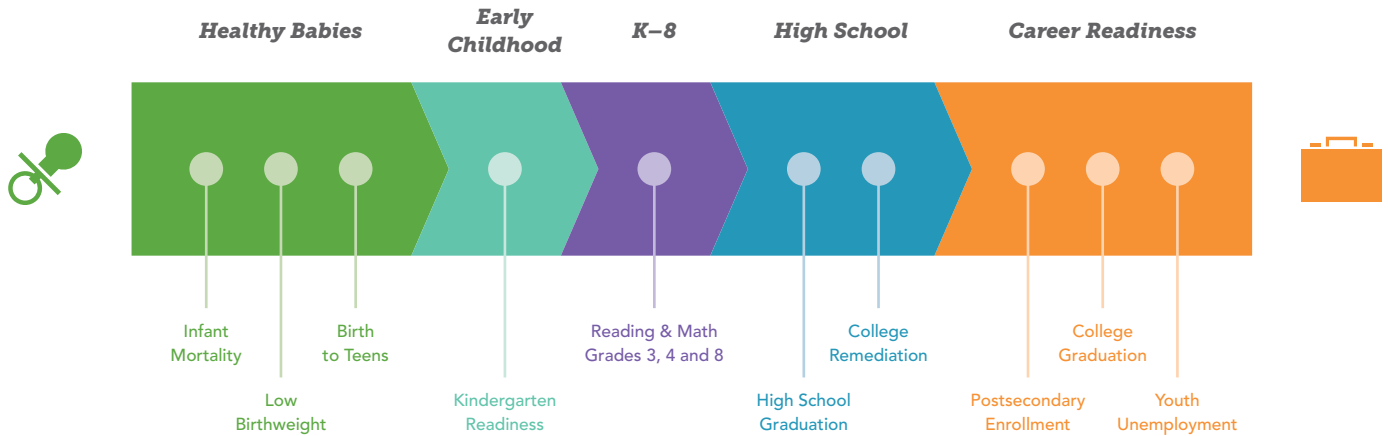 Healthy Babies
Early
Childhood
K–8
High School
Career Readiness
Infant
Mortality
Low
Birthweight
Birth
to Teens
Kindergarten
Readiness
Reading & Math
Grades 3, 4 and 8
High School
Graduation
College
Remediation
Postsecondary
Enrollment
College
Graduation
Youth
Unemployment